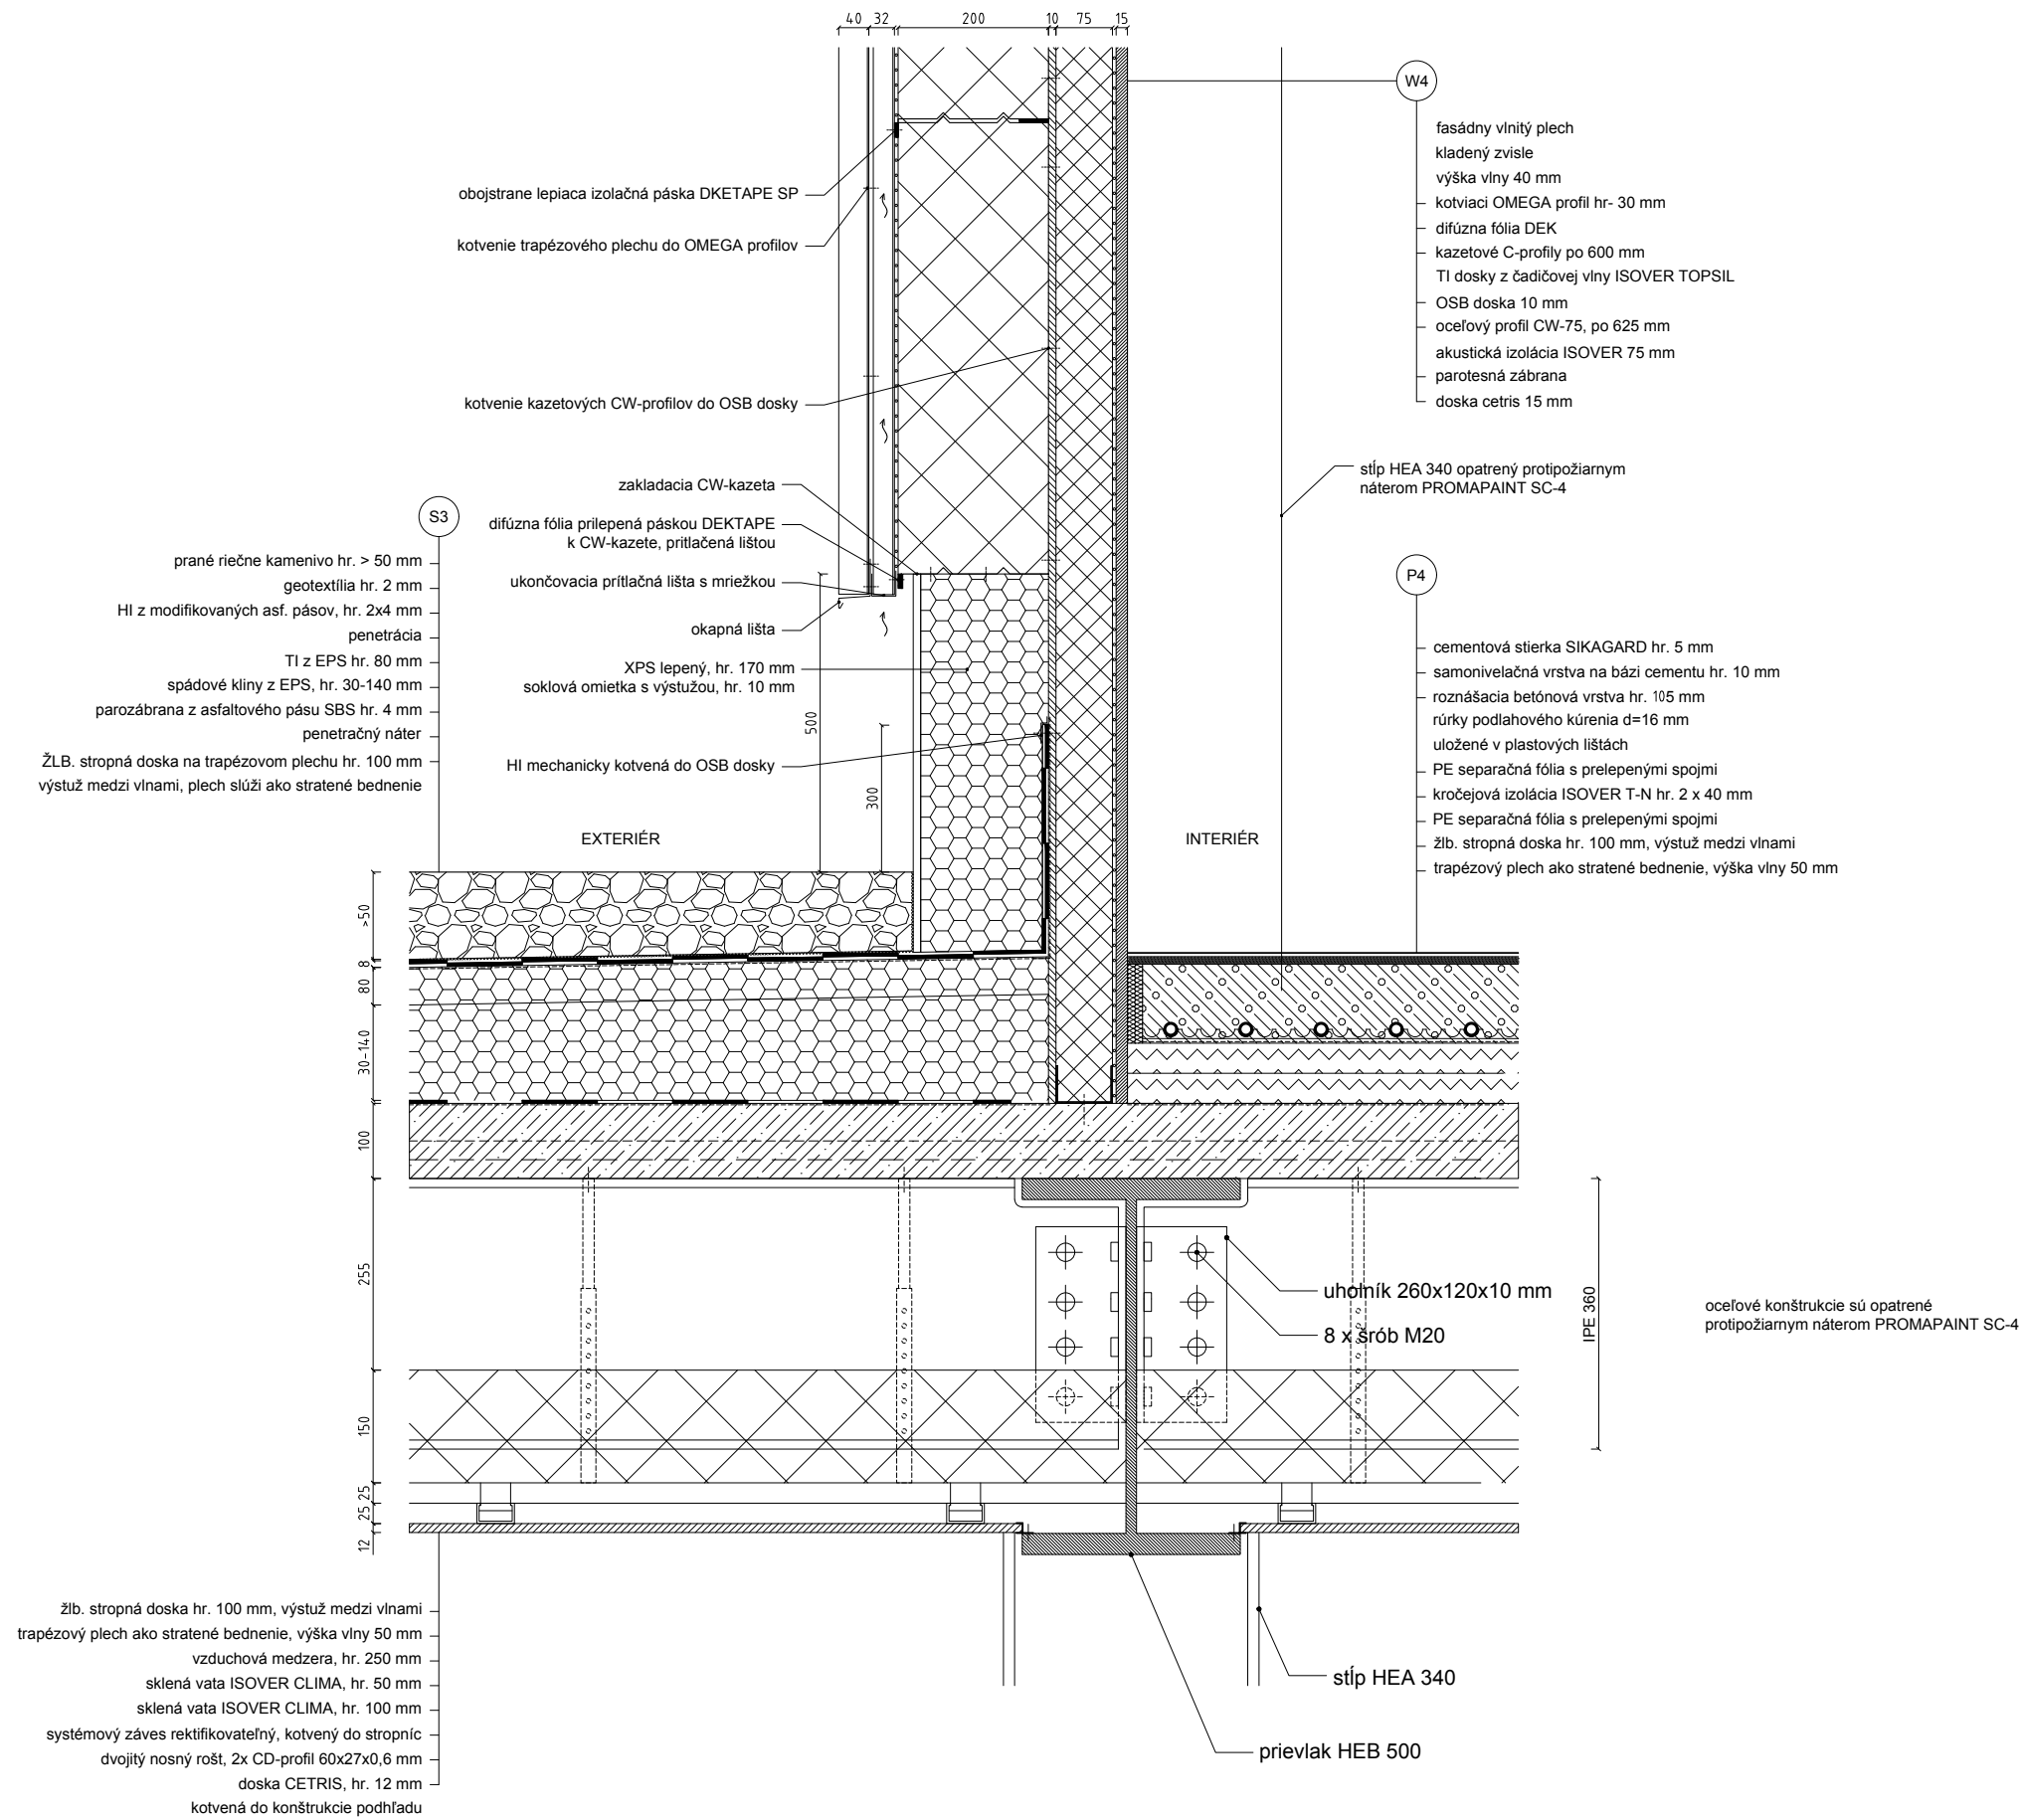 40 32 200 10 75 15
W4
fasádny vlnitý plech
kladený zvisle
výška vlny 40 mm
kotviaci OMEGA profil hr- 30 mm
difúzna fólia DEK
kazetové C-profily po 600 mm
TI dosky z čadičovej vlny ISOVER TOPSIL
OSB doska 10 mm
oceľový profil CW-75, po 625 mm
akustická izolácia ISOVER 75 mm
parotesná zábrana
doska cetris 15 mm
obojstrane lepiaca izolačná páska DKETAPE SP
kotvenie trapézového plechu do OMEGA profilov
kotvenie kazetových CW-profilov do OSB dosky
zakladacia CW-kazeta
difúzna fólia prilepená páskou DEKTAPE
k CW-kazete, pritlačená lištou
ukončovacia prítlačná lišta s mriežkou
okapná lišta
XPS lepený, hr. 170 mm
soklová omietka s výstužou, hr. 10 mm
HI mechanicky kotvená do OSB dosky
500
300
stĺp HEA 340 opatrený protipožiarnym
náterom PROMAPAINT SC-4
S3
prané riečne kamenivo hr. > 50 mm
geotextília hr. 2 mm
HI z modifikovaných asf. pásov, hr. 2x4 mm
penetrácia
TI z EPS hr. 80 mm
spádové kliny z EPS, hr. 30-140 mm
parozábrana z asfaltového pásu SBS hr. 4 mm
penetračný náter
ŽLB. stropná doska na trapézovom plechu hr. 100 mm
výstuž medzi vlnami, plech slúži ako stratené bednenie
P4
cementová stierka SIKAGARD hr. 5 mm
samonivelačná vrstva na bázi cementu hr. 10 mm
roznášacia betónová vrstva hr. 105 mm
rúrky podlahového kúrenia d=16 mm
uložené v plastových lištách
PE separačná fólia s prelepenými spojmi
kročejová izolácia ISOVER T-N hr. 2 x 40 mm
PE separačná fólia s prelepenými spojmi
žlb. stropná doska hr. 100 mm, výstuž medzi vlnami
trapézový plech ako stratené bednenie, výška vlny 50 mm
EXTERIÉR
INTERIÉR
>50
8
80
30-140
100
255
150
25
25
12
uholník 260x120x10 mm
8 x šrób M20
IPE 360
oceľové konštrukcie sú opatrené
protipožiarnym náterom PROMAPAINT SC-4
stĺp HEA 340
prievlak HEB 500
žlb. stropná doska hr. 100 mm, výstuž medzi vlnami
trapézový plech ako stratené bednenie, výška vlny 50 mm
vzduchová medzera, hr. 250 mm
sklená vata ISOVER CLIMA, hr. 50 mm
sklená vata ISOVER CLIMA, hr. 100 mm
systémový záves rektifikovateľný, kotvený do stropníc
dvojitý nosný rošt, 2x CD-profil 60x27x0,6 mm
doska CETRIS, hr. 12 mm
kotvená do konštrukcie podhľadu